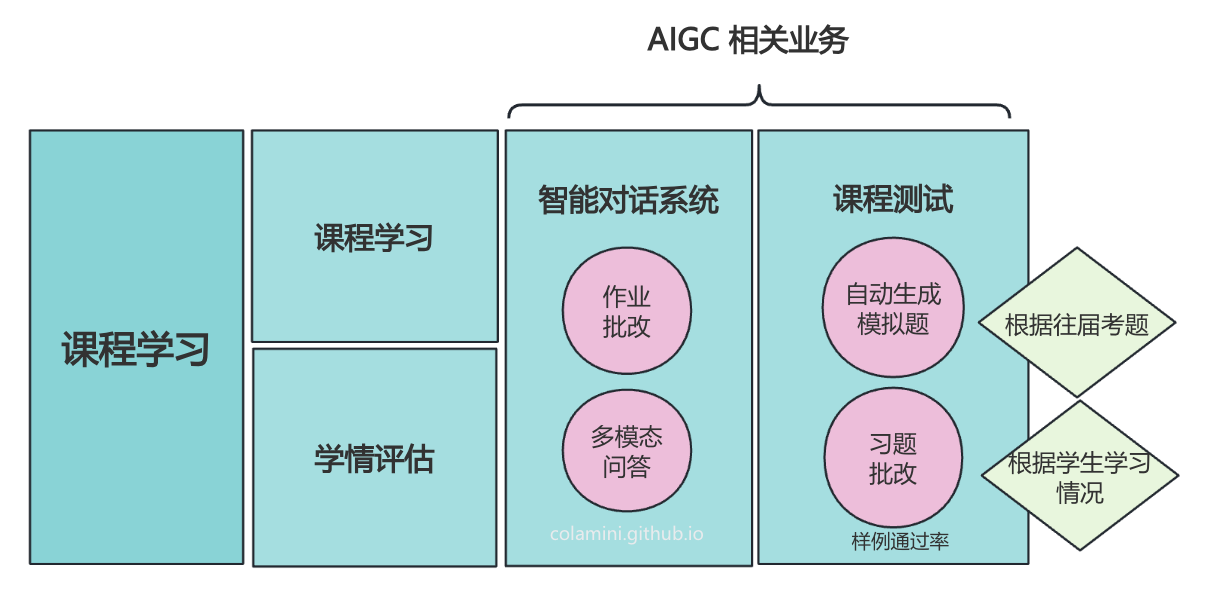 AIGC 相关业务
课程学习
课程学习
学情评估
智能对话系统
作业
批改
多模态
问答
colamini.github.io
课程测试
自动生成
模拟题
习题
批改
样例通过率
根据往届考题
根据学生学习
情况